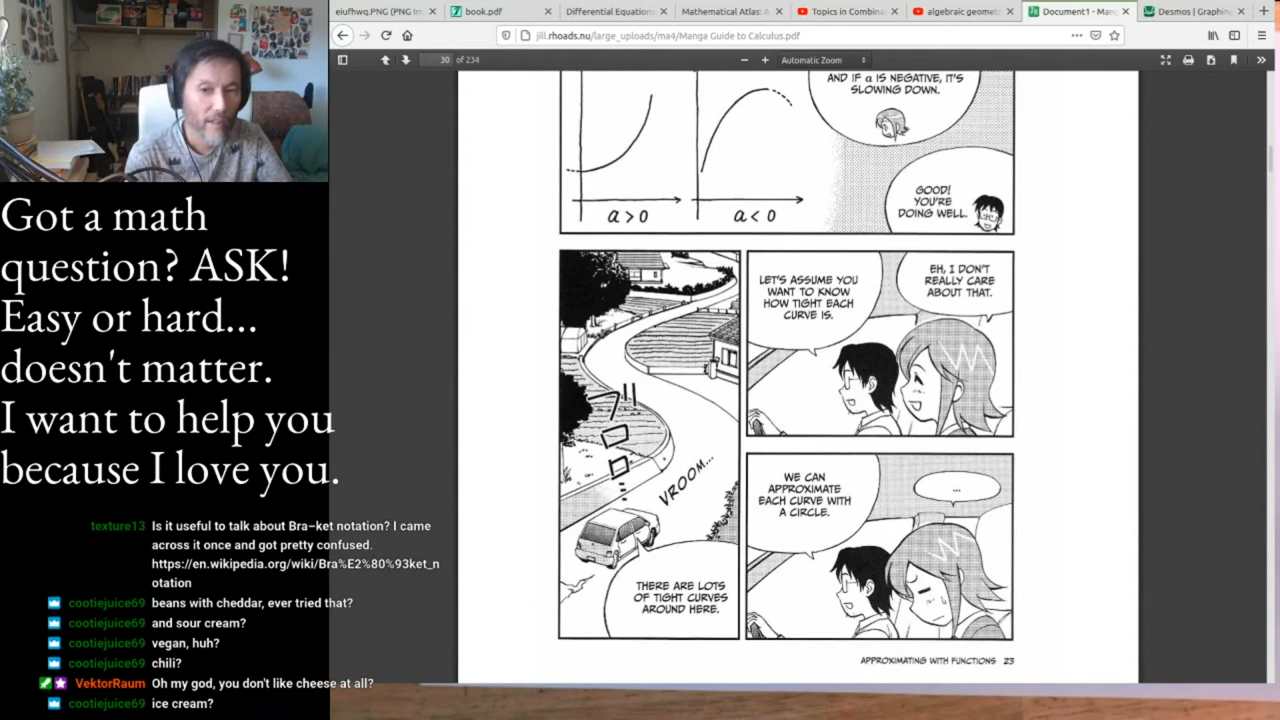 eiufhwq.PNG (PNG Im
book.pdf
Differential Equation
Mathematical Atlas: A
Topics in Combina
algebraic geomet
Document1 - Man
Desmos | Graphing
jill.rhoads.nu/large_uploads/ma4/Manga Guide to Calculus.pdf
30 of 234
Automatic Zoom
AND IF a IS NEGATIVE, IT'S
SLOWING DOWN.
GOOD!
YOU'RE
DOING WELL.
a > 0
a < 0
LET'S ASSUME YOU
WANT TO KNOW
HOW TIGHT EACH
CURVE IS.
EH, I DON'T
REALLY CARE
ABOUT THAT.
ブロロ...
VROOM...
THERE ARE LOTS
OF TIGHT CURVES
AROUND HERE.
WE CAN
APPROXIMATE
EACH CURVE WITH
A CIRCLE.
...
APPROXIMATING WITH FUNCTIONS 23
Got a math
question? ASK!
Easy or hard...
doesn't matter.
I want to help you
because I love you.
texture13 Is it useful to talk about Bra–ket notation? I came
across it once and got pretty confused.
https://en.wikipedia.org/wiki/Bra%E2%80%93ket_n
otation
cootiejuice69 beans with cheddar, ever tried that?
cootiejuice69 and sour cream?
cootiejuice69 vegan, huh?
cootiejuice69 chili?
VektorRaum Oh my god, you don't like cheese at all?
cootiejuice69 ice cream?